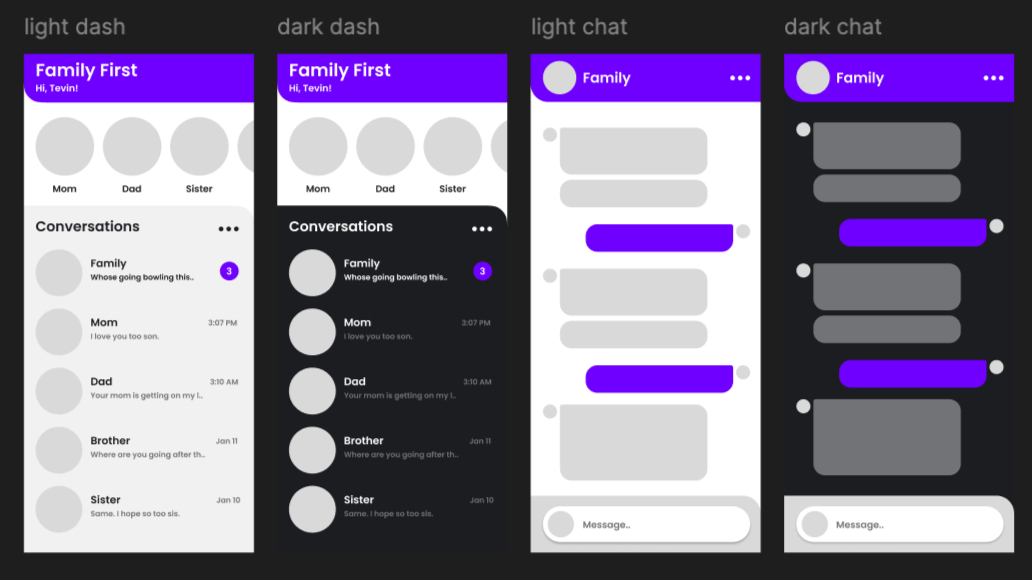 light dash
Family First
Hi, Tevin!
Mom Dad Sister
Conversations
Family
Whose going bowling this..
3
Mom
3:07 PM
I love you too son.
Dad
3:10 AM
Your mom is getting on my l..
Brother
Jan 11
Where are you going after th..
Sister
Jan 10
Same. I hope so too sis.
dark dash
Family First
Hi, Tevin!
Mom Dad Sister
Conversations
Family
Whose going bowling this..
3
Mom
3:07 PM
I love you too son.
Dad
3:10 AM
Your mom is getting on my l..
Brother
Jan 11
Where are you going after th..
Sister
Jan 10
Same. I hope so too sis.
light chat
Family
Message..
dark chat
Family
Message..